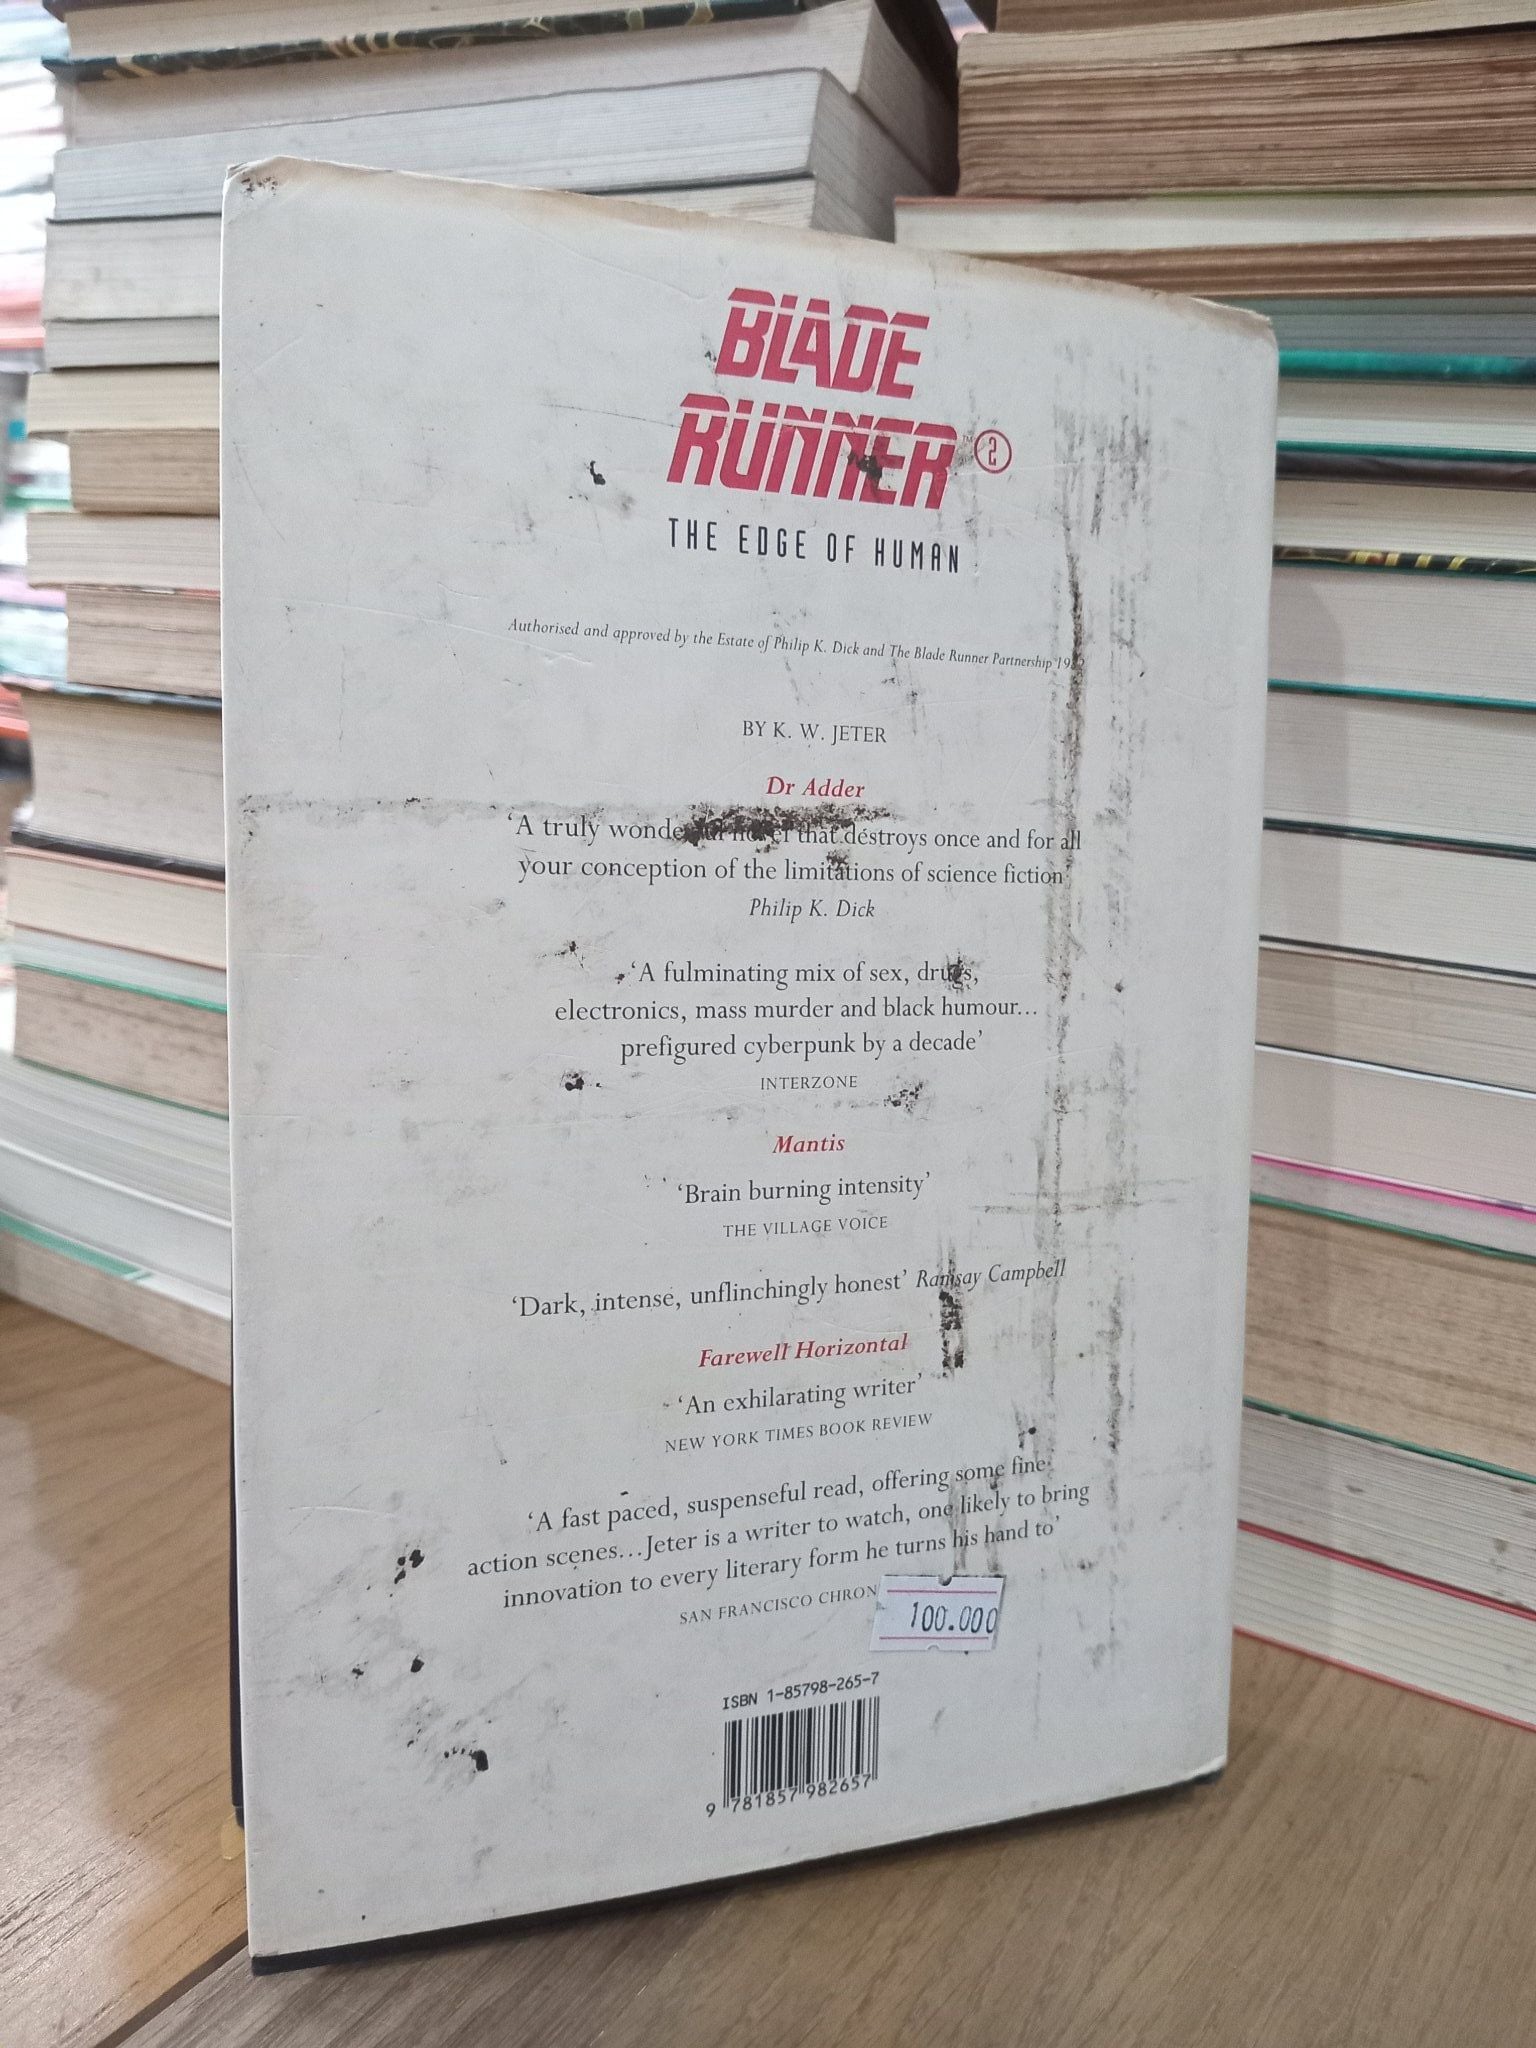 BLADE
RUNNER™ 2
THE EDGE OF HUMAN
Authorised and approved by the Estate of Philip K. Dick and The Blade Runner Partnership
BY K. W. JETER
Dr Adder
‘A truly wonderful novel that destroys once and for all
your conception of the limitations of science fiction’
Philip K. Dick
‘A fulminating mix of sex, drugs,
electronics, mass murder and black humour...
prefigured cyberpunk by a decade’
INTERZONE
Mantis
‘Brain burning intensity’
THE VILLAGE VOICE
‘Dark, intense, unflinchingly honest’ Ramsay Campbell
Farewell Horizontal
‘An exhilarating writer’
NEW YORK TIMES BOOK REVIEW
‘A fast paced, suspenseful read, offering some fine
action scenes...Jeter is a writer to watch, one likely to bring
innovation to every literary form he turns his hand to’
SAN FRANCISCO CHRON
100.000
ISBN 1-85798-265-7
9 781857 982657